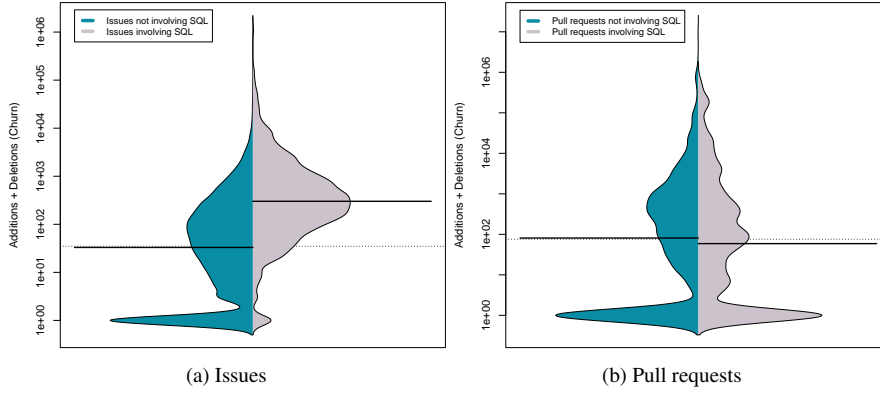 Issues not involving SQL
Issues involving SQL
Additions + Deletions (Churn)
1e+06
1e+05
1e+04
1e+03
1e+02
1e+01
1e+00
(a) Issues
Pull requests not involving SQL
Pull requests involving SQL
Additions + Deletions (Churn)
1e+06
1e+04
1e+02
1e+00
(b) Pull requests